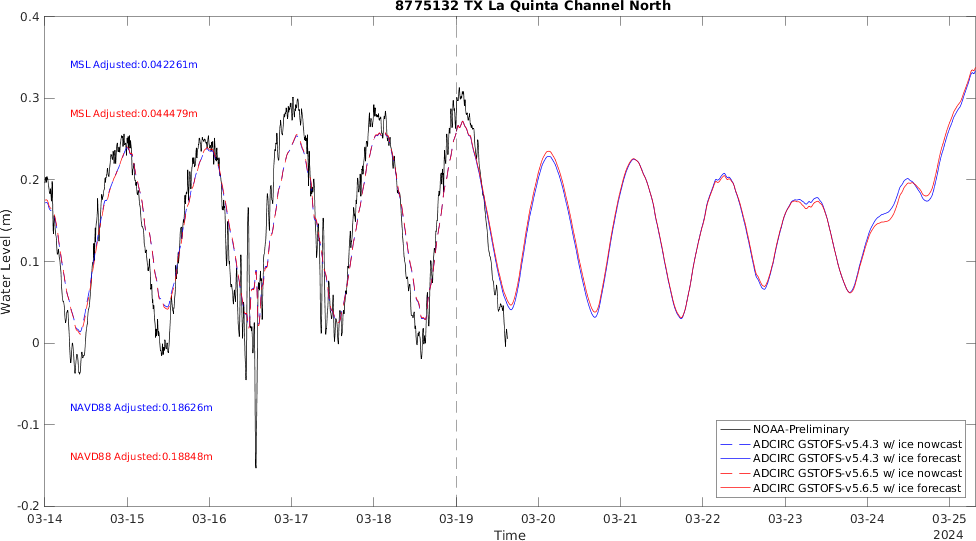 8775132 TX La Quinta Channel North
0.4
0.3
0.2
0.1
0
-0.1
-0.2
Water Level (m)
MSL Adjusted:0.042261m
MSL Adjusted:0.044479m
NAVD88 Adjusted:0.18626m
NAVD88 Adjusted:0.18848m
NOAA-Preliminary
ADCIRC GSTOFS-v5.4.3 w/ ice nowcast
ADCIRC GSTOFS-v5.4.3 w/ ice forecast
ADCIRC GSTOFS-v5.6.5 w/ ice nowcast
ADCIRC GSTOFS-v5.6.5 w/ ice forecast
03-14 03-15 03-16 03-17 03-18 03-19 03-20 03-21 03-22 03-23 03-24 03-25
2024
Time